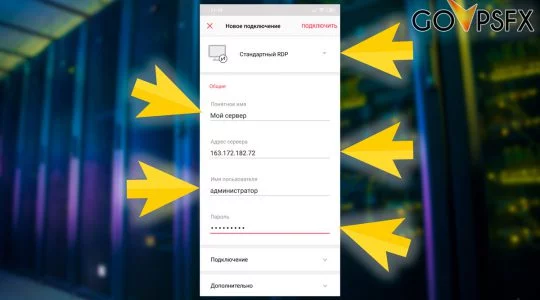 GOVPSFX
Новое подключение
ПОДКЛЮЧИТЬ
Стандартный RDP
Общие
Понятное имя
Мой сервер
Адрес сервера
163.172.182.72
Имя пользователя
администратор
Пароль
•••••••••
Подключение
Дополнительно